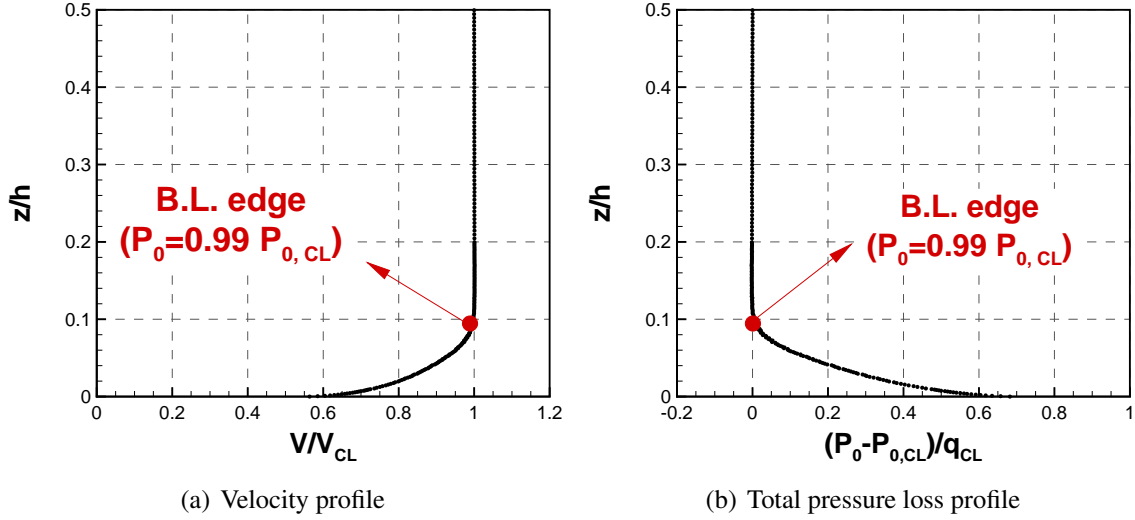 0.5
0.4
0.3
0.2
0.1
0
z/h
B.L. edge
(P0=0.99 P0, CL)
0 0.2 0.4 0.6 0.8 1 1.2
V/VCL
(a) Velocity profile
0.5
0.4
0.3
0.2
0.1
0
z/h
B.L. edge
(P0=0.99 P0, CL)
-0.2 0 0.2 0.4 0.6 0.8 1
(P0-P0,CL)/qCL
(b) Total pressure loss profile